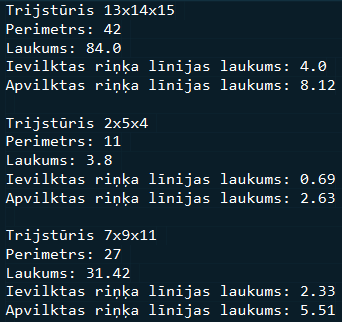 Trijstūris 13x14x15
Perimetrs: 42
Laukums: 84.0
Ievilktas riņķa līnijas laukums: 4.0
Apvilktas riņķa līnijas laukums: 8.12

Trijstūris 2x5x4
Perimetrs: 11
Laukums: 3.8
Ievilktas riņķa līnijas laukums: 0.69
Apvilktas riņķa līnijas laukums: 2.63

Trijstūris 7x9x11
Perimetrs: 27
Laukums: 31.42
Ievilktas riņķa līnijas laukums: 2.33
Apvilktas riņķa līnijas laukums: 5.51